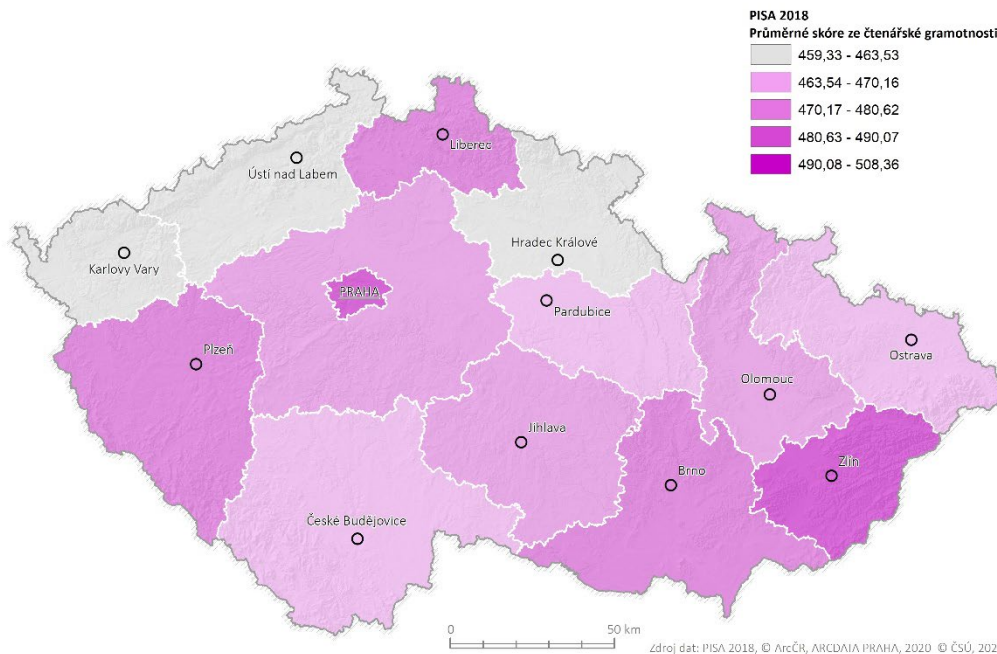 PISA 2018
Průměrné skóre ze čtenářské gramotnosti
459,33 - 463,53
463,54 - 470,16
470,17 - 480,62
480,63 - 490,07
490,08 - 508,36
Liberec
Ústí nad Labem
Karlovy Vary
Hradec Králové
PRAHA
Pardubice
Plzeň
Ostrava
Olomouc
Jihlava
Brno
Zlín
České Budějovice
0 50 km
Zdroj dat: PISA 2018, © ArcČR, ARCDATA PRAHA, 2020 © ČSÚ, 202